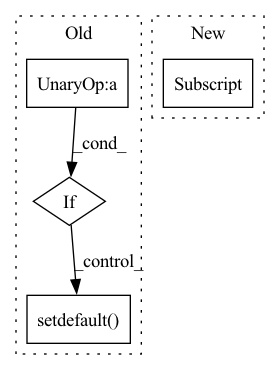 Old
New
UnaryOp:a
Subscript
_cond_
If
_control_
setdefault()